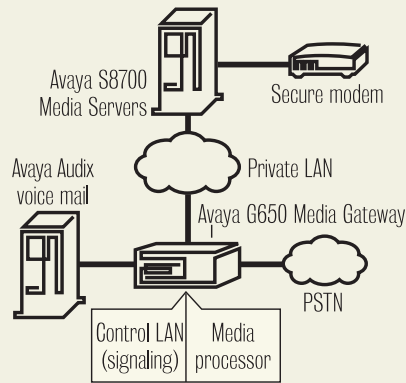 Avaya S8700
Media Servers
Secure modem
Private LAN
Avaya Audix
voice mail
Avaya G650 Media Gateway
PSTN
Control LAN
(signaling)
Media
processor